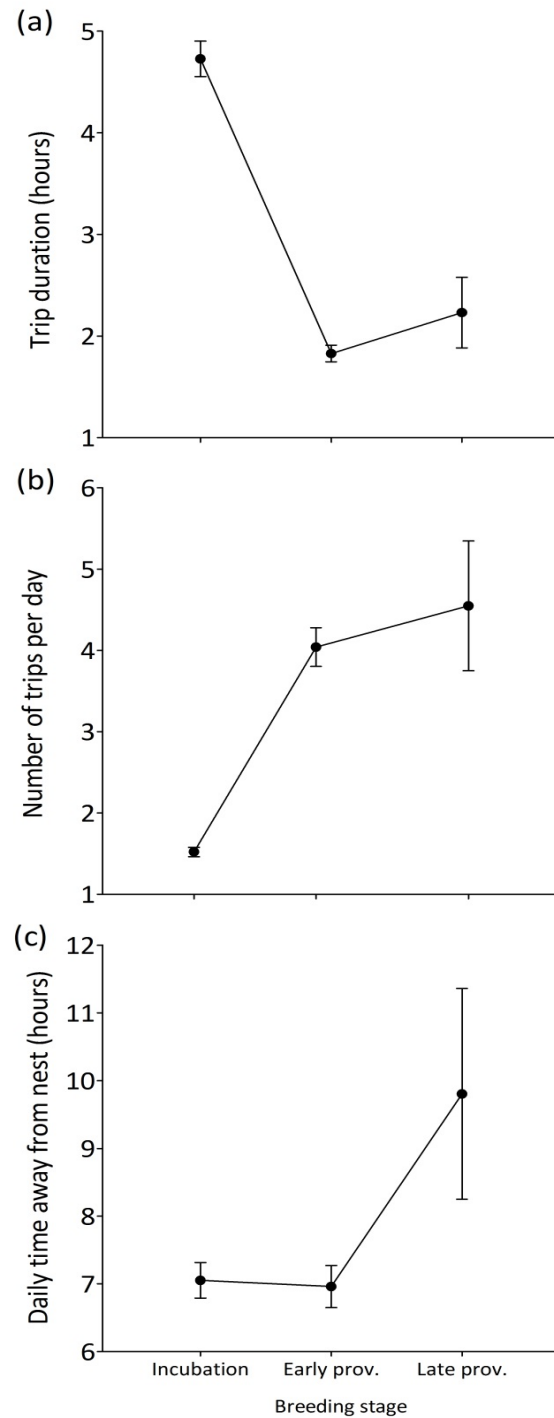 (a)
Trip duration (hours)
5
4
3
2
1
(b)
Number of trips per day
6
5
4
3
2
1
(c)
Daily time away from nest (hours)
12
11
10
9
8
7
6
Incubation Early prov. Late prov.
Breeding stage